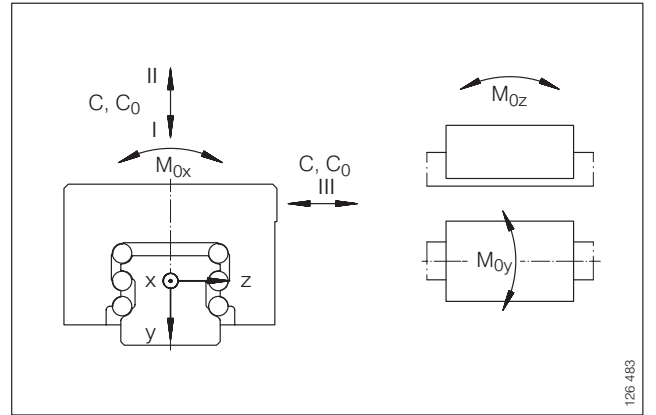 II
C, C0
I
M0x
C, C0
III
x
z
y
M0z
M0y
126 483